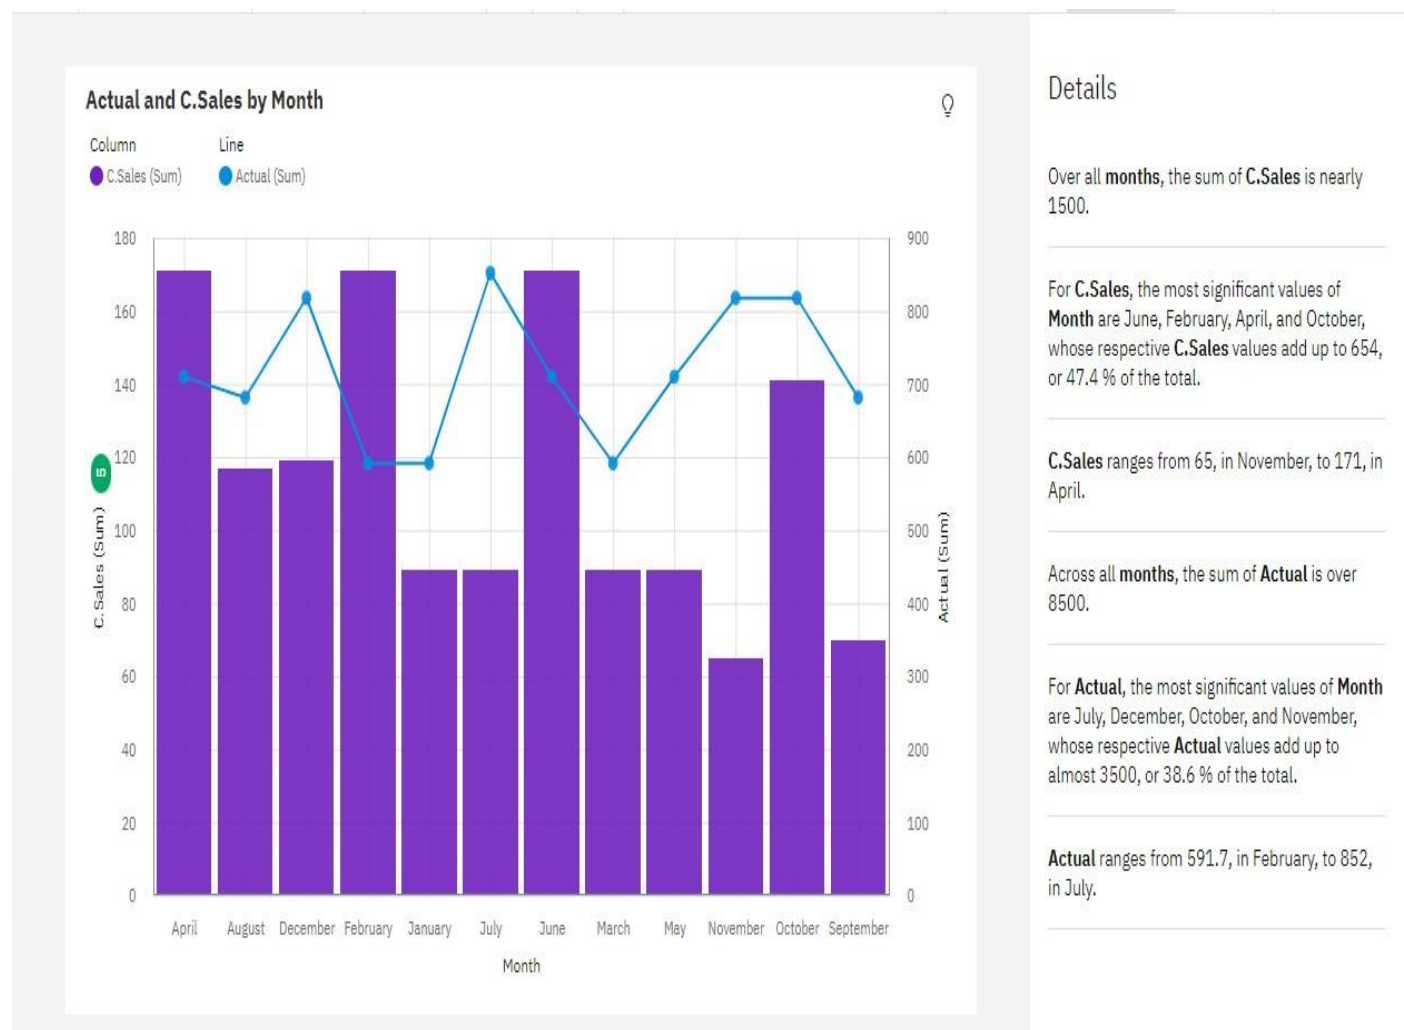 Actual and C.Sales by Month
Column
Line
C.Sales (Sum)
Actual (Sum)
180
160
140
120
100
80
60
40
20
0
C.Sales (Sum)
900
800
700
600
500
400
300
200
100
0
Actual (Sum)
April August December February January July June March May November October September
Month
Details
Over all months, the sum of C.Sales is nearly
1500.
For C.Sales, the most significant values of
Month are June, February, April, and October,
whose respective C.Sales values add up to 654,
or 47.4 % of the total.
C.Sales ranges from 65, in November, to 171, in
April.
Across all months, the sum of Actual is over
8500.
For Actual, the most significant values of Month
are July, December, October, and November,
whose respective Actual values add up to
almost 3500, or 38.6 % of the total.
Actual ranges from 591.7, in February, to 852,
in July.